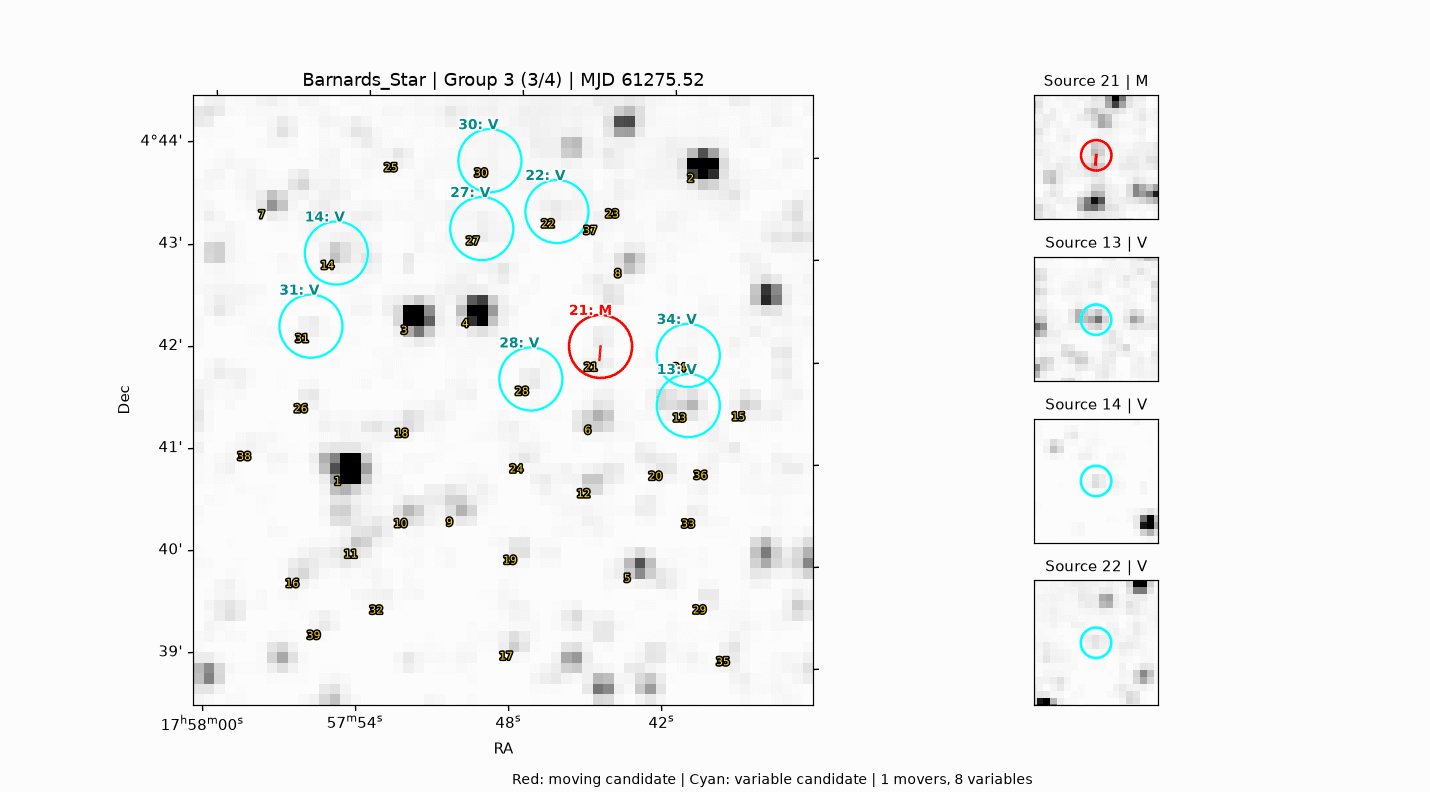 Barnards_Star | Group 3 (3/4) | MJD 61275.52
Source 21 | M
4°44'
43'
42'
41'
40'
39'
Dec
17ʰ58ᵐ00ˢ
57ᵐ54ˢ
48ˢ
42ˢ
RA
30: V
25
30
2
22: V
27: V
7
14: V
22
23
37
27
14
8
31: V
3
4
31
21: M
34: V
28: V
21
13: V
28
26
13
15
6
18
38
24
20
36
1
12
10
9
33
11
19
16
5
32
29
39
17
35
Source 13 | V
Source 14 | V
Source 22 | V
Red: moving candidate | Cyan: variable candidate | 1 movers, 8 variables